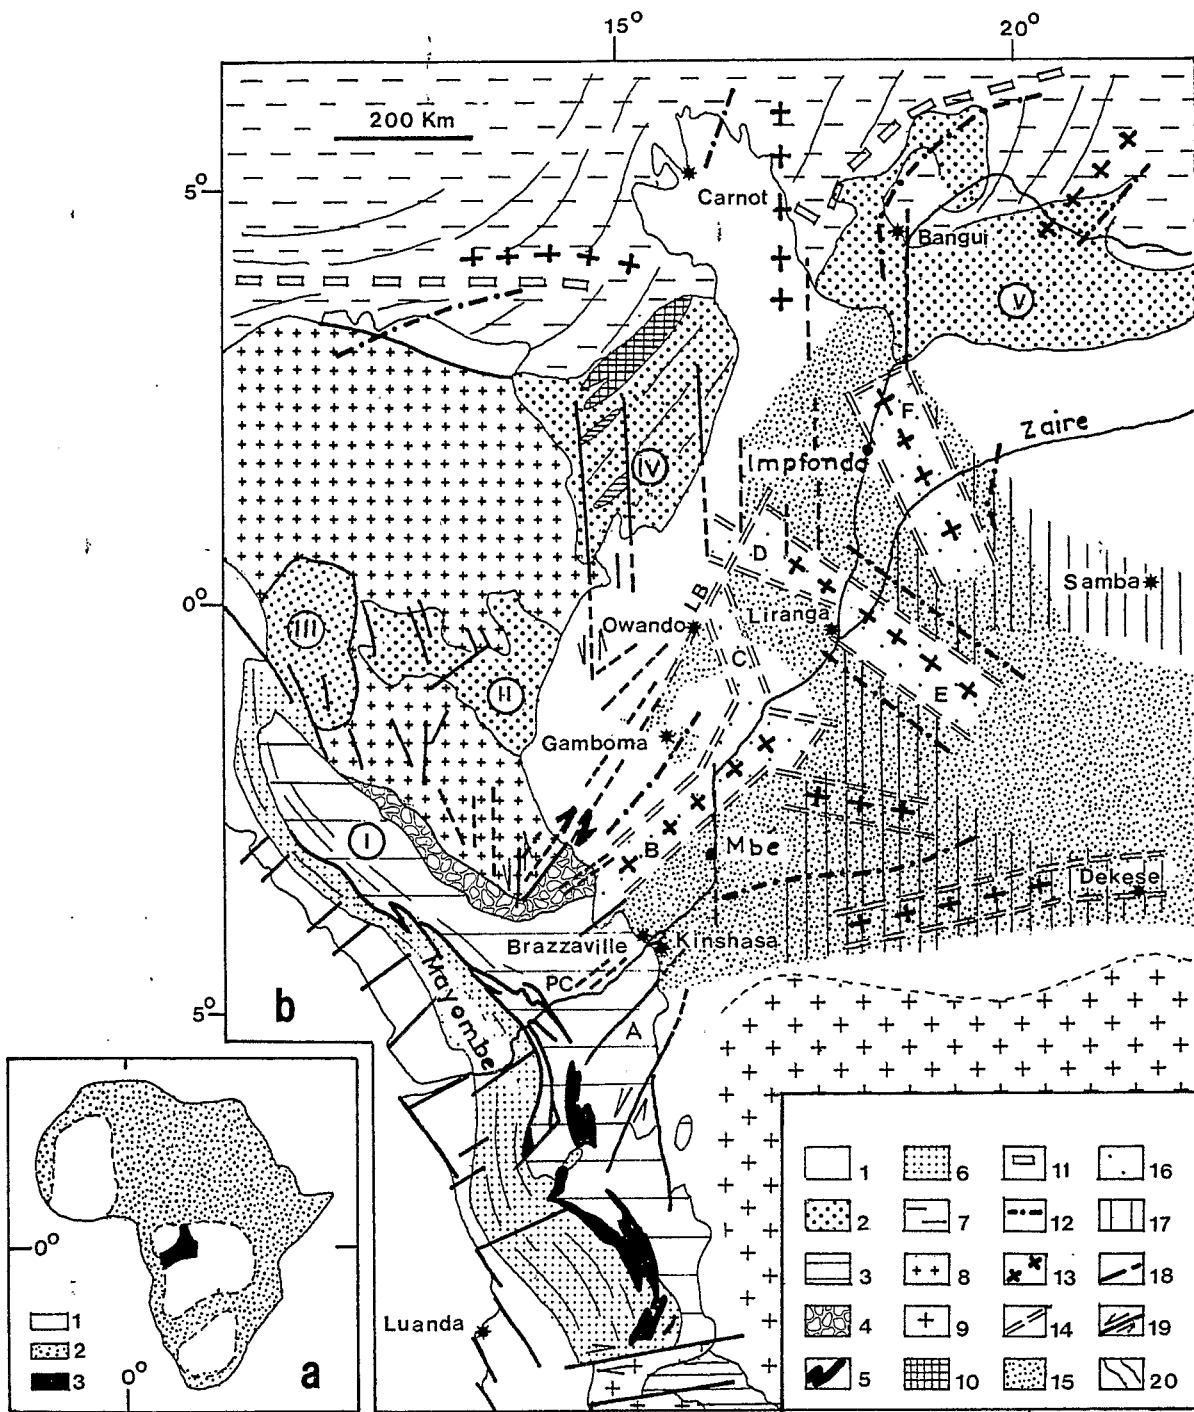 15° 20°
200 Km
5°
Carnot
Bangui
V
F
Zaire
IV
Impfondo
D
Samba
0°
LB
III
Owando
Liranga
C
II
E
Gamboma
I
B
Mbe
Dekese
Brazzaville
Kinshasa
PC
Mayombe
5°
b
A
Luanda
0°
1
2
3
0°
a
1 6 11 16
2 7 12 17
3 8 13 18
4 9 14 19
5 10 15 20